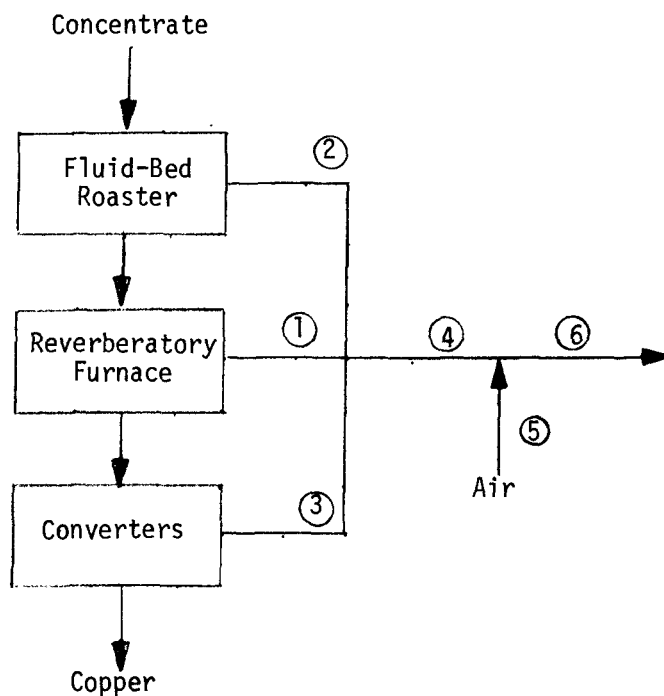 Concentrate
②
Fluid-Bed
Roaster
①
④
⑥
Reverberatory
Furnace
⑤
③
Air
Converters
Copper